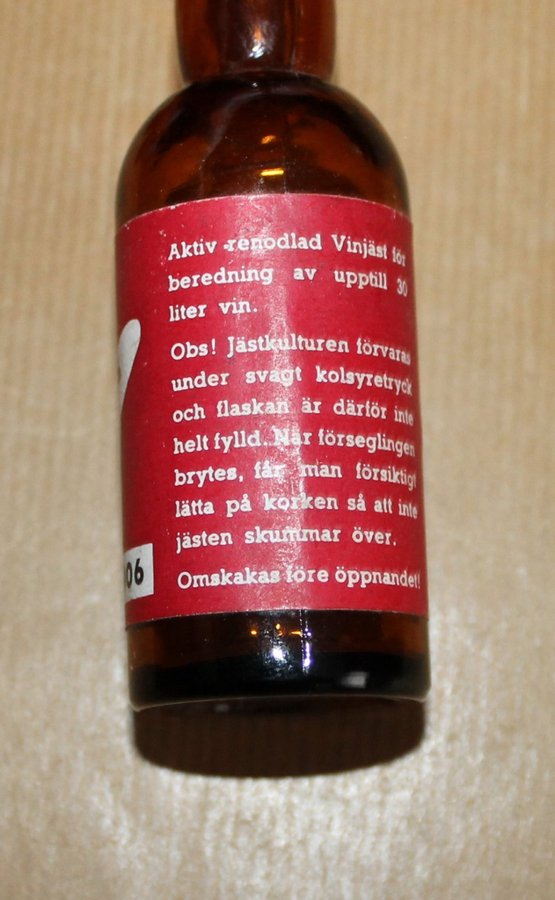 Aktiv renodlad Vinjäst för
beredning av upptill 30
liter vin.
Obs! Jästkulturen förvaras
under svagt kolsyretryck
och flaskan är därför inte
helt fylld. När förseglingen
brytes, får man försiktigt
lätta på korken så att inte
jästen skummar över.
06
Omskakas före öppnandet!